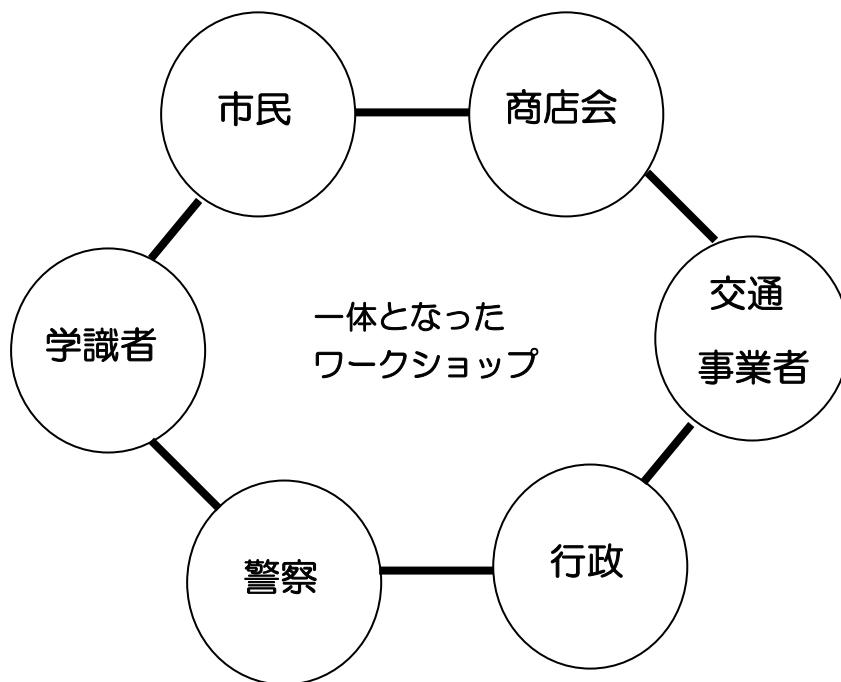 市民
商店会
学識者
一体となった
ワークショップ
交通
事業者
警察
行政